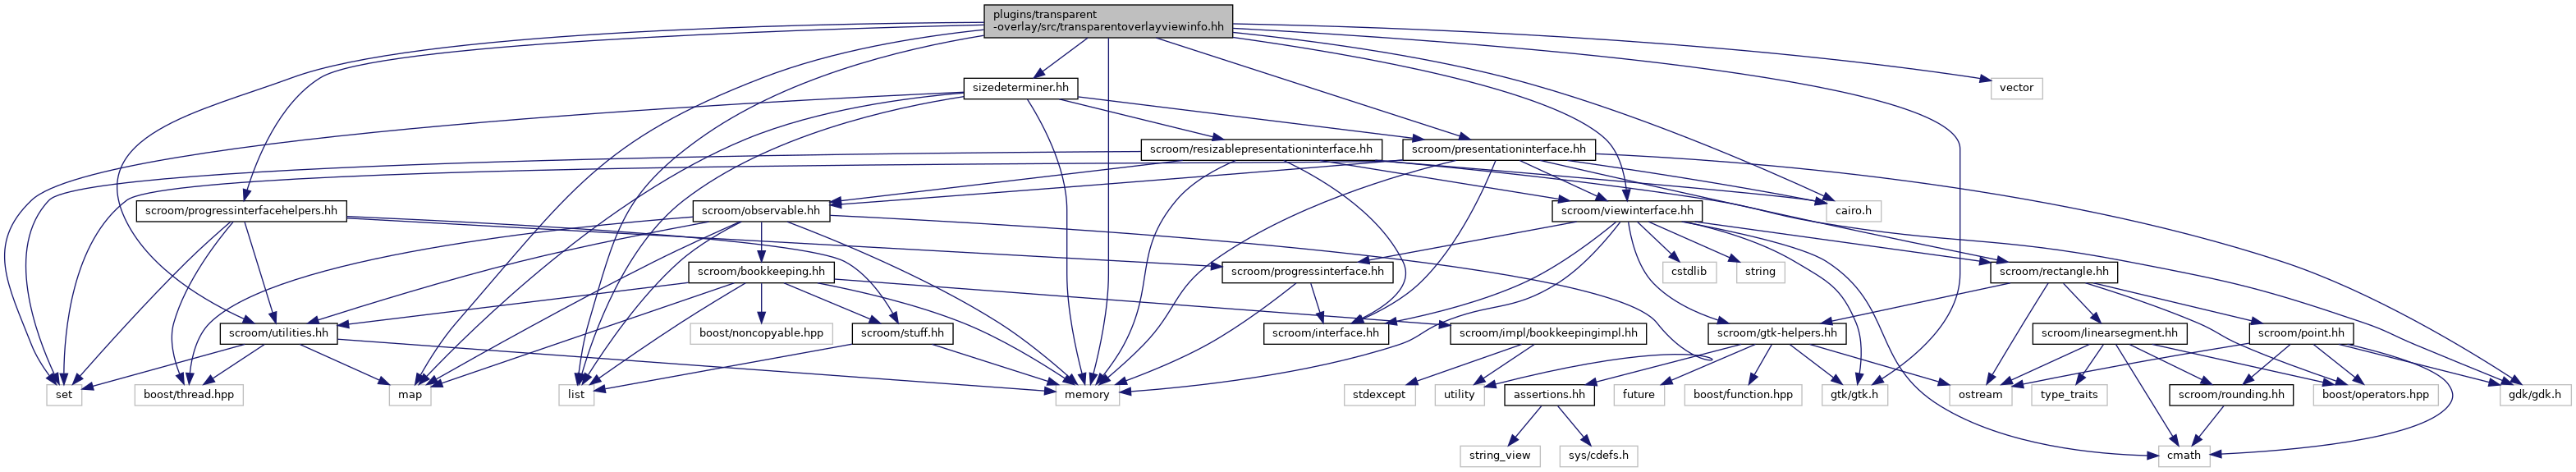 plugins/transparent
-overlay/src/transparentoverlayviewinfo.hh
sizedeterminer.hh
vector
scroom/resizablepresentationinterface.hh
scroom/presentationinterface.hh
scroom/progressinterfacehelpers.hh
scroom/observable.hh
scroom/viewinterface.hh
cairo.h
scroom/bookkeeping.hh
scroom/progressinterface.hh
cstdlib
string
scroom/rectangle.hh
scroom/utilities.hh
boost/noncopyable.hpp
scroom/stuff.hh
scroom/interface.hh
scroom/impl/bookkeepingimpl.hh
scroom/gtk-helpers.hh
scroom/linearsegment.hh
scroom/point.hh
set
boost/thread.hpp
map
list
memory
stdexcept
utility
assertions.hh
future
boost/function.hpp
gtk/gtk.h
ostream
type_traits
scroom/rounding.hh
boost/operators.hpp
gdk/gdk.h
string_view
sys/cdefs.h
cmath